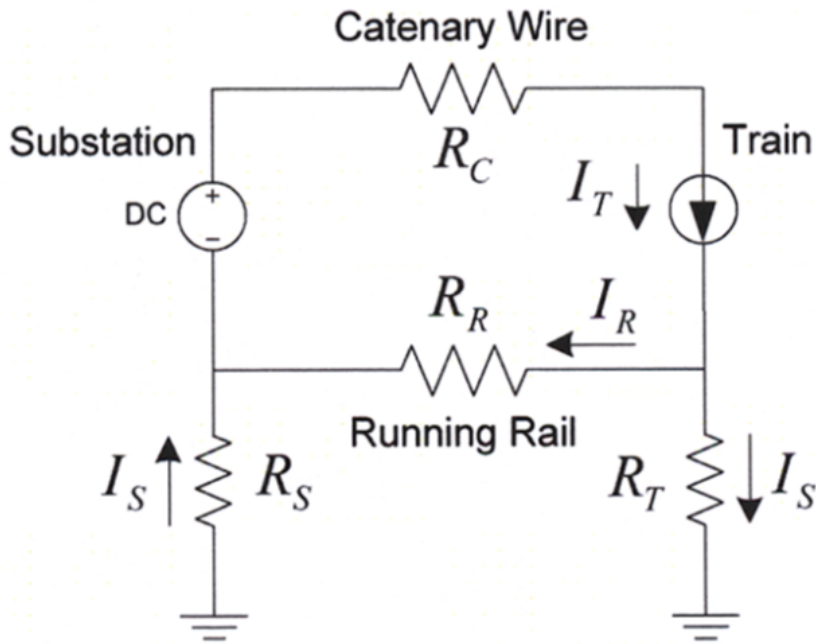 Catenary Wire
Substation
R_C
Train
DC
+
−
I_T
R_R
I_R
Running Rail
I_S
R_S
R_T
I_S